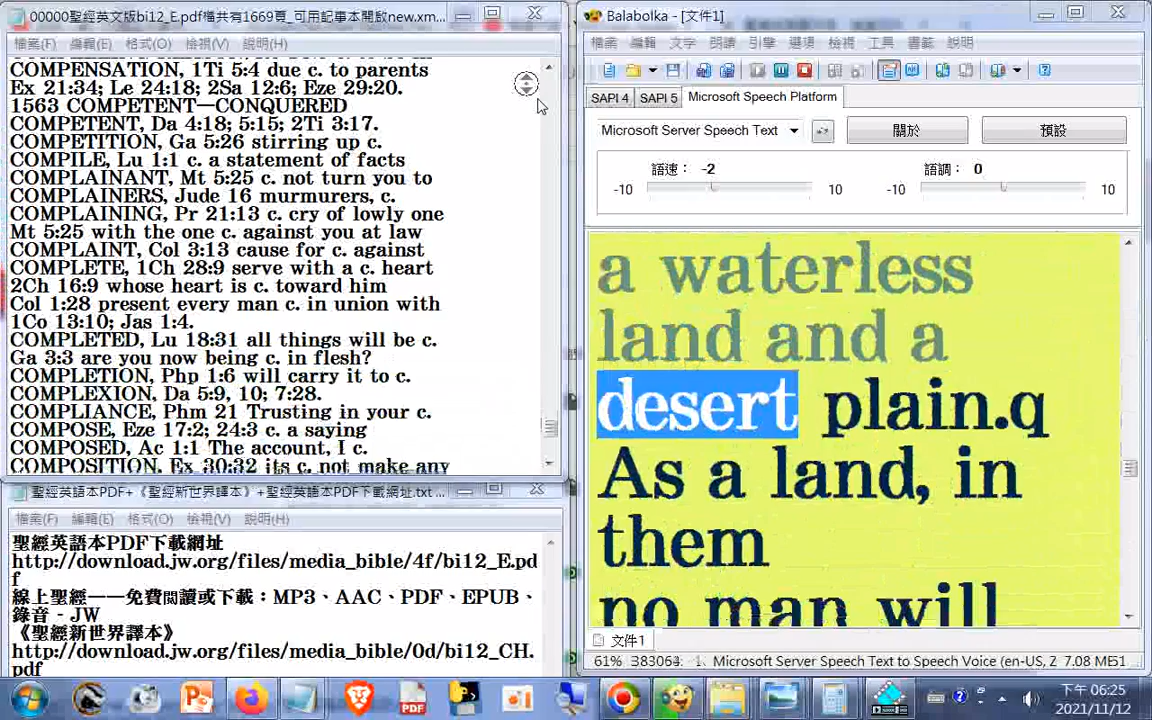 00000聖經英文版bi12_E.pdf檔共有1669頁_可用記事本開啟new.xm...
檔案(F) 編輯(E) 格式(O) 檢視(V) 說明(H)
COMPENSATION, 1Ti 5:4 due c. to parents
Ex 21:34; Le 24:18; 2Sa 12:6; Eze 29:20.
1563 COMPETENT—CONQUERED
COMPETENT, Da 4:18; 5:15; 2Ti 3:17.
COMPETITION, Ga 5:26 stirring up c.
COMPILE, Lu 1:1 c. a statement of facts
COMPLAINANT, Mt 5:25 c. not turn you to
COMPLAINERS, Jude 16 murmurers, c.
COMPLAINING, Pr 21:13 c. cry of lowly one
Mt 5:25 with the one c. against you at law
COMPLAINT, Col 3:13 cause for c. against
COMPLETE, 1Ch 28:9 serve with a c. heart
2Ch 16:9 whose heart is c. toward him
Col 1:28 present every man c. in union with
1Co 13:10; Jas 1:4.
COMPLETED, Lu 18:31 all things will be c.
Ga 3:3 are you now being c. in flesh?
COMPLETION, Php 1:6 will carry it to c.
COMPLEXION, Da 5:9, 10; 7:28.
COMPLIANCE, Phm 21 Trusting in your c.
COMPOSE, Eze 17:2; 24:3 c. a saying
COMPOSED, Ac 1:1 The account, I c.
COMPOSITION, Ex 30:32 its c. not make any
聖經英語本PDF+《聖經新世界譯本》+聖經英語本PDF下載網址.txt ...
檔案(F) 編輯(E) 格式(O) 檢視(V) 說明(H)
聖經英語本PDF下載網址
http://download.jw.org/files/media_bible/4f/bi12_E.pd
f
線上聖經——免費閱讀或下載：MP3、AAC、PDF、EPUB、
錄音 - JW
《聖經新世界譯本》
http://download.jw.org/files/media_bible/0d/bi12_CH.
pdf
Balabolka - [文件1]
檔案 編輯 文字 朗讀 引擎 選項 檢視 工具 書籤 說明
SAPI 4 SAPI 5 Microsoft Speech Platform
Microsoft Server Speech Text 關於 預設
語速： -2 語調： 0
-10 10 -10 10
a waterless
land and a
desert plain.q
As a land, in
them
no man will
文件1
61% 383064: 1. Microsoft Server Speech Text to Speech Voice (en-US, Z 7.08 MB
下午 06:25
2021/11/12